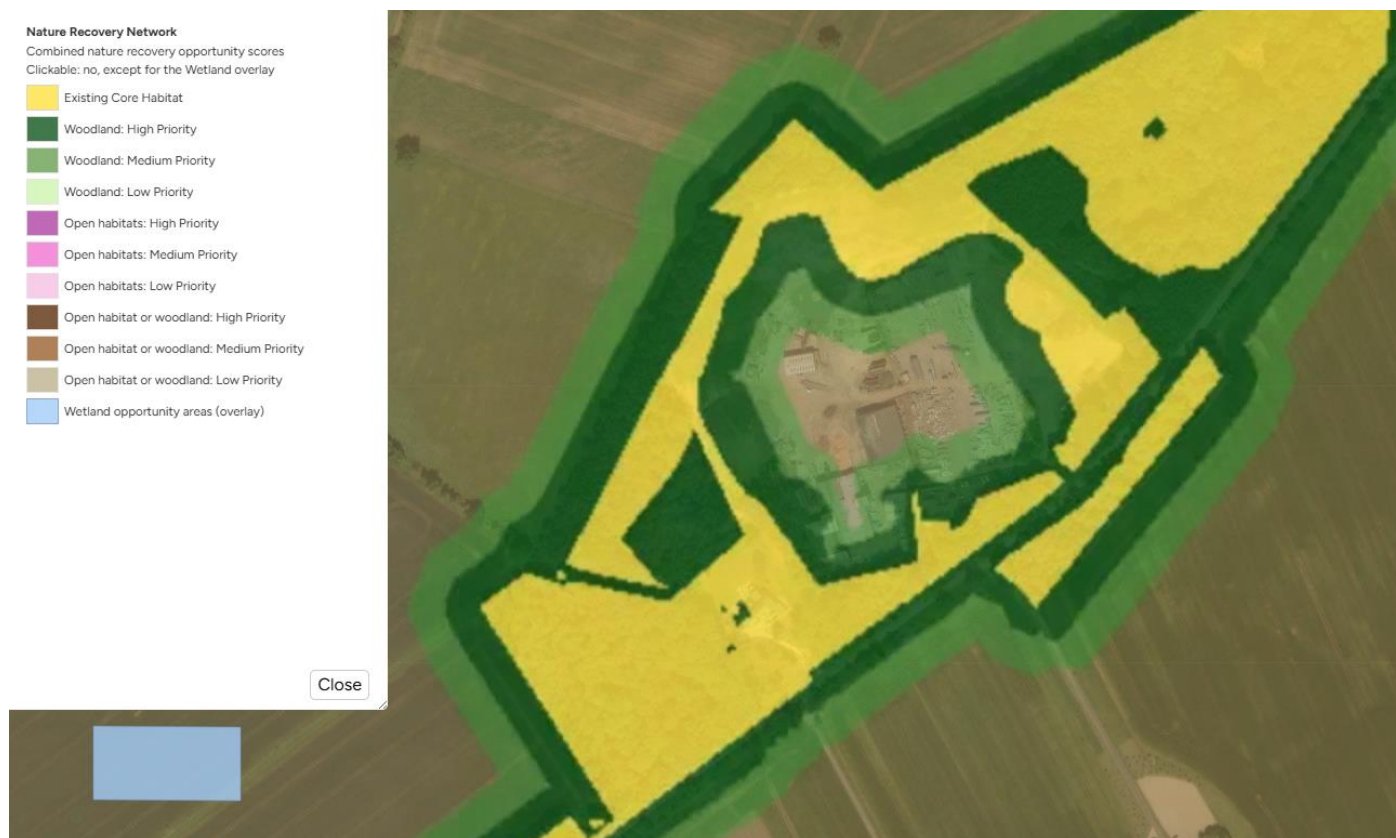 Nature Recovery Network
Combined nature recovery opportunity scores
Clickable: no, except for the Wetland overlay
Existing Core Habitat
Woodland: High Priority
Woodland: Medium Priority
Woodland: Low Priority
Open habitats: High Priority
Open habitats: Medium Priority
Open habitats: Low Priority
Open habitat or woodland: High Priority
Open habitat or woodland: Medium Priority
Open habitat or woodland: Low Priority
Wetland opportunity areas (overlay)
Close